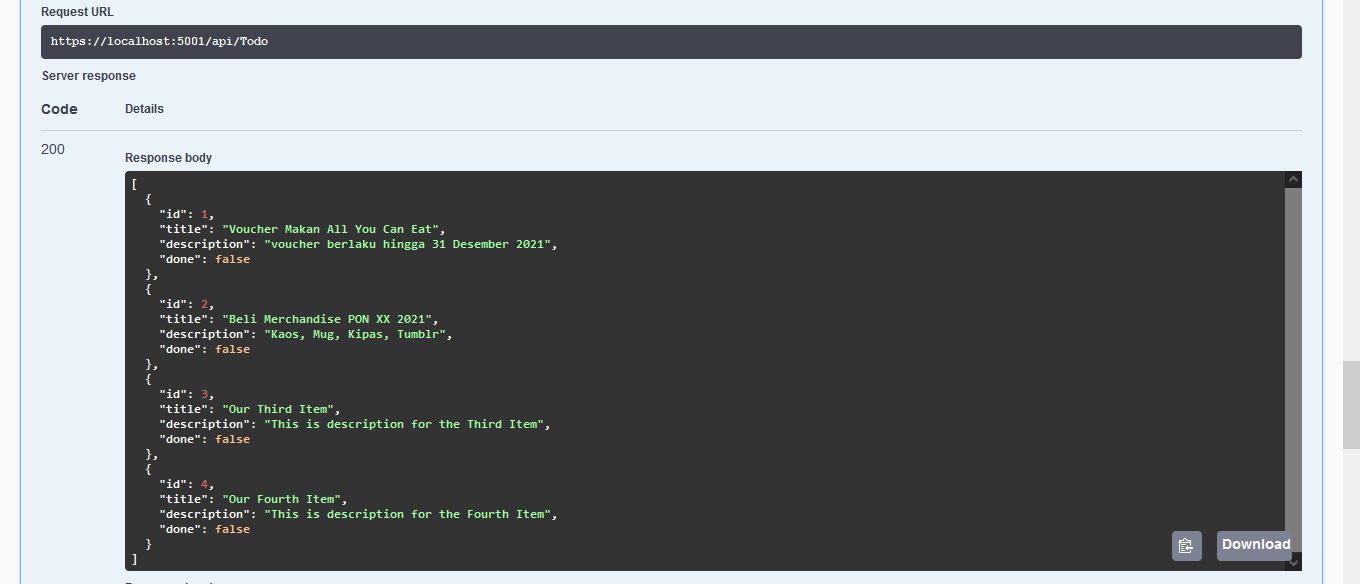 Request URL
https://localhost:5001/api/Todo
Server response
Code Details
200
Response body
[
{
"id": 1,
"title": "Voucher Makan All You Can Eat",
"description": "voucher berlaku hingga 31 Desember 2021",
"done": false
},
{
"id": 2,
"title": "Beli Merchandise PON XX 2021",
"description": "Kaos, Mug, Kipas, Tumblr",
"done": false
},
{
"id": 3,
"title": "Our Third Item",
"description": "This is description for the Third Item",
"done": false
},
{
"id": 4,
"title": "Our Fourth Item",
"description": "This is description for the Fourth Item",
"done": false
}
]
Download